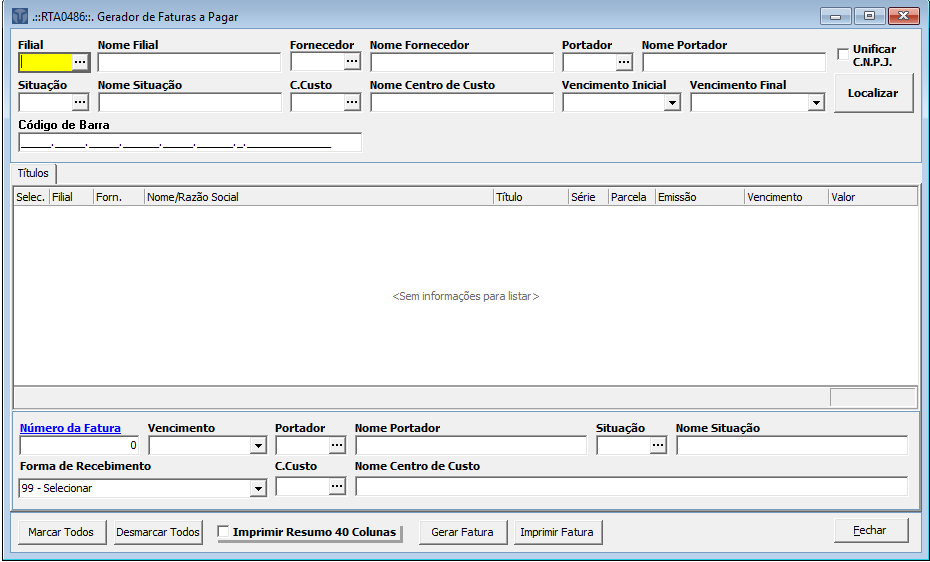 .::RTA0486::. Gerador de Faturas a Pagar
Filial Nome Filial Fornecedor Nome Fornecedor Portador Nome Portador
Unificar
C.N.P.J.
Situação Nome Situação C.Custo Nome Centro de Custo Vencimento Inicial Vencimento Final
Localizar
Código de Barra
Títulos
Selec. Filial Forn. Nome/Razão Social Título Série Parcela Emissão Vencimento Valor
<Sem informações para listar>
Número da Fatura Vencimento Portador Nome Portador Situação Nome Situação
0
Forma de Recebimento C.Custo Nome Centro de Custo
99 - Selecionar
Marcar Todos Desmarcar Todos Imprimir Resumo 40 Colunas Gerar Fatura Imprimir Fatura Fechar